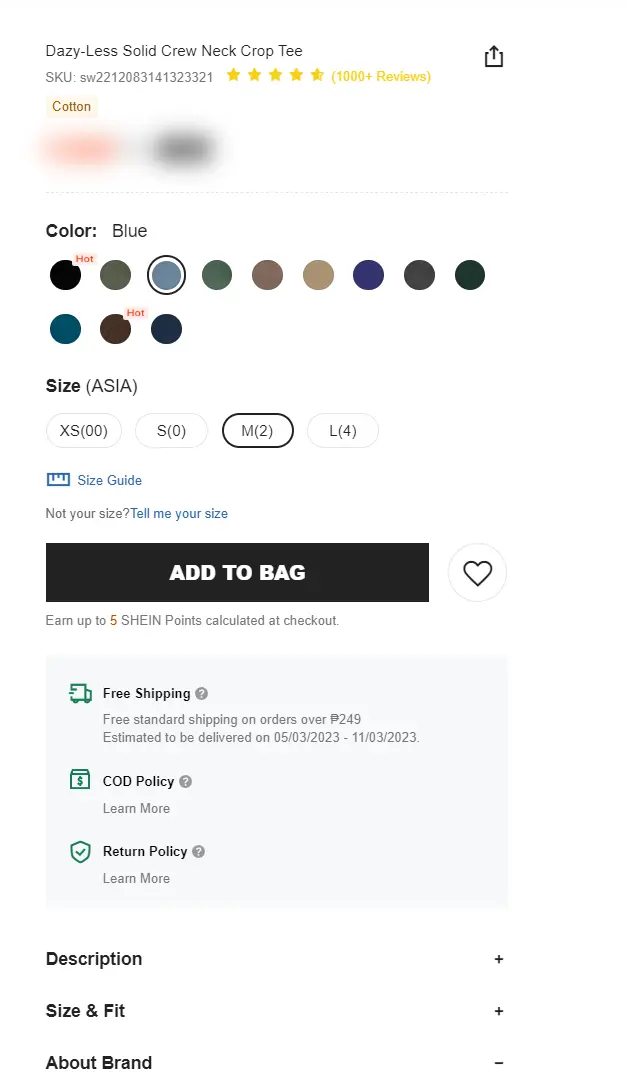 Dazy-Less Solid Crew Neck Crop Tee
SKU: sw2212083141323321 (1000+ Reviews)
Cotton
Color: Blue
Hot
Hot
Size (ASIA)
XS(00) S(0) M(2) L(4)
Size Guide
Not your size?Tell me your size
ADD TO BAG
Earn up to 5 SHEIN Points calculated at checkout.
Free Shipping ?
Free standard shipping on orders over ₱249
Estimated to be delivered on 05/03/2023 - 11/03/2023.
$ COD Policy ?
Learn More
Return Policy ?
Learn More
Description +
Size & Fit +
About Brand −